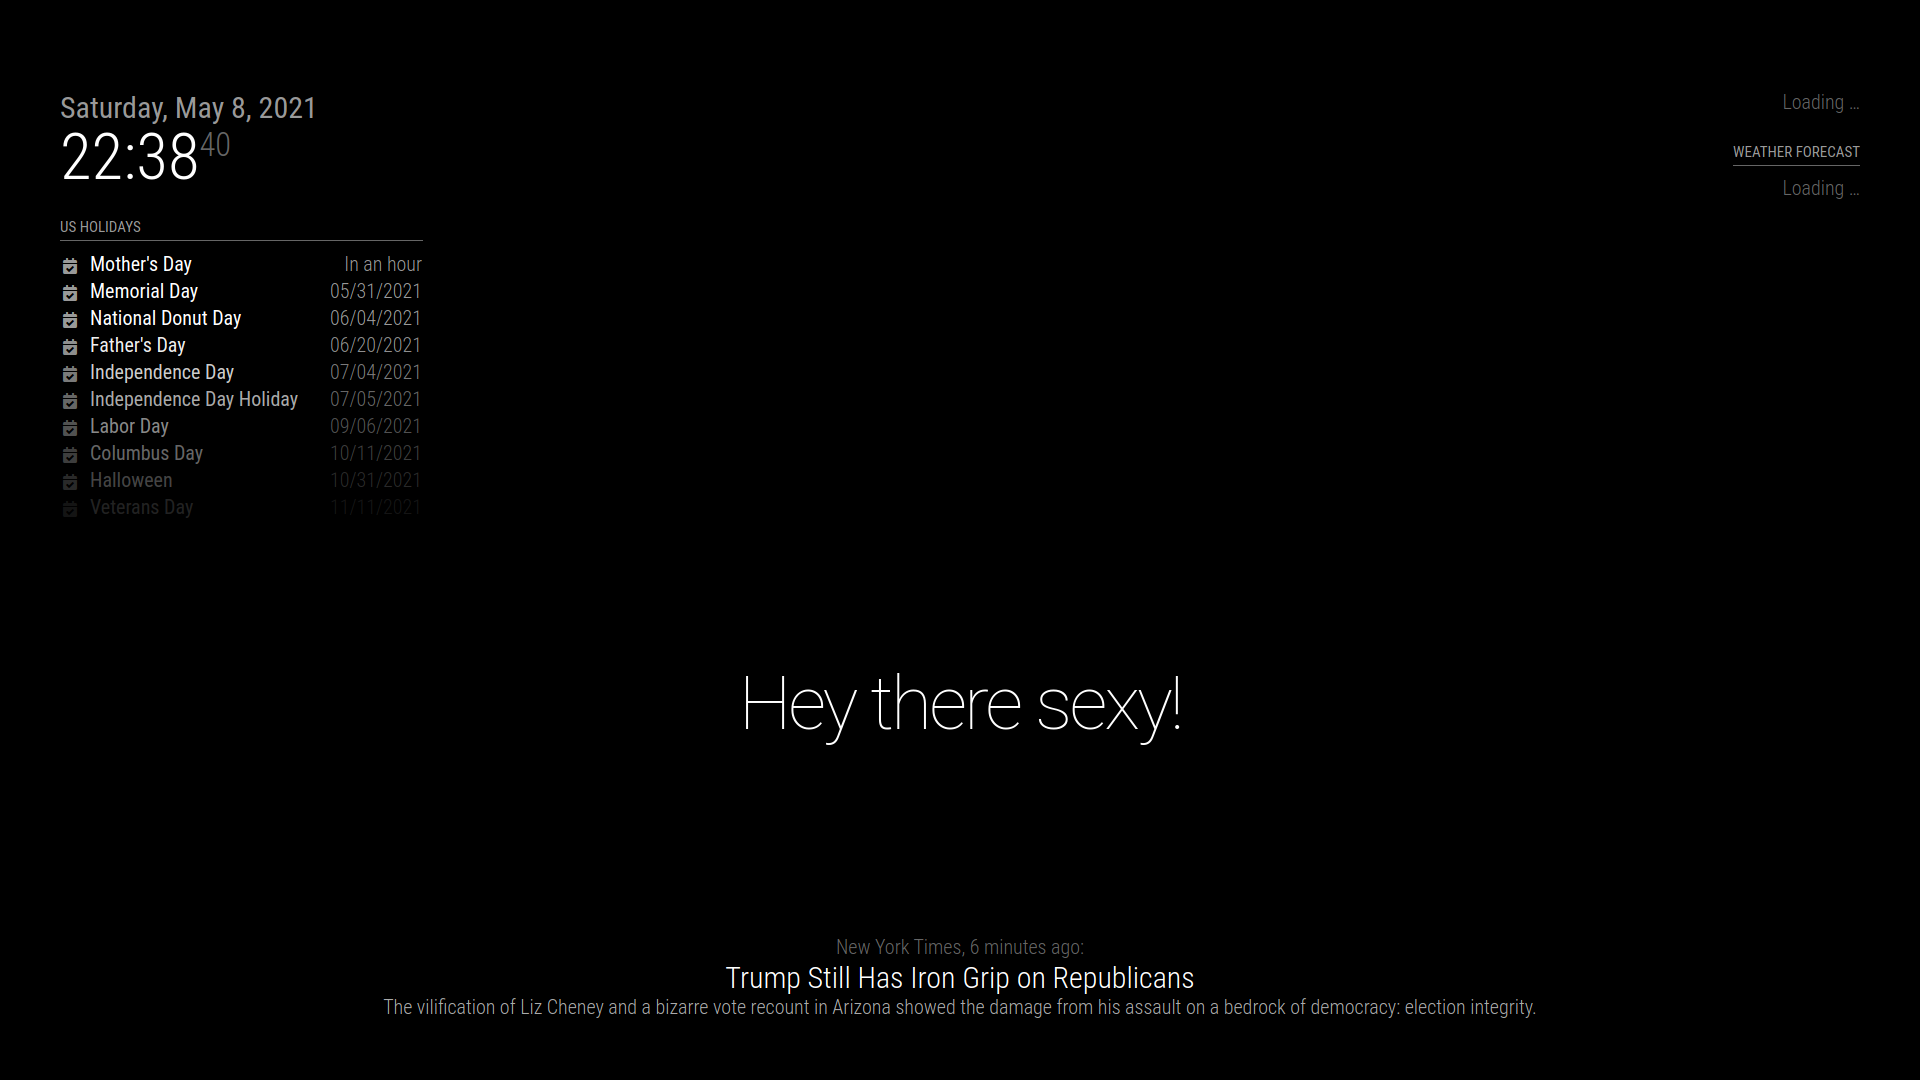 Saturday, May 8, 2021
22:38 40
US HOLIDAYS
Mother's Day In an hour
Memorial Day 05/31/2021
National Donut Day 06/04/2021
Father's Day 06/20/2021
Independence Day 07/04/2021
Independence Day Holiday 07/05/2021
Labor Day 09/06/2021
Columbus Day 10/11/2021
Halloween 10/31/2021
Veterans Day 11/11/2021
Loading ...
WEATHER FORECAST
Loading ...
Hey there sexy!
New York Times, 6 minutes ago:
Trump Still Has Iron Grip on Republicans
The vilification of Liz Cheney and a bizarre vote recount in Arizona showed the damage from his assault on a bedrock of democracy: election integrity.